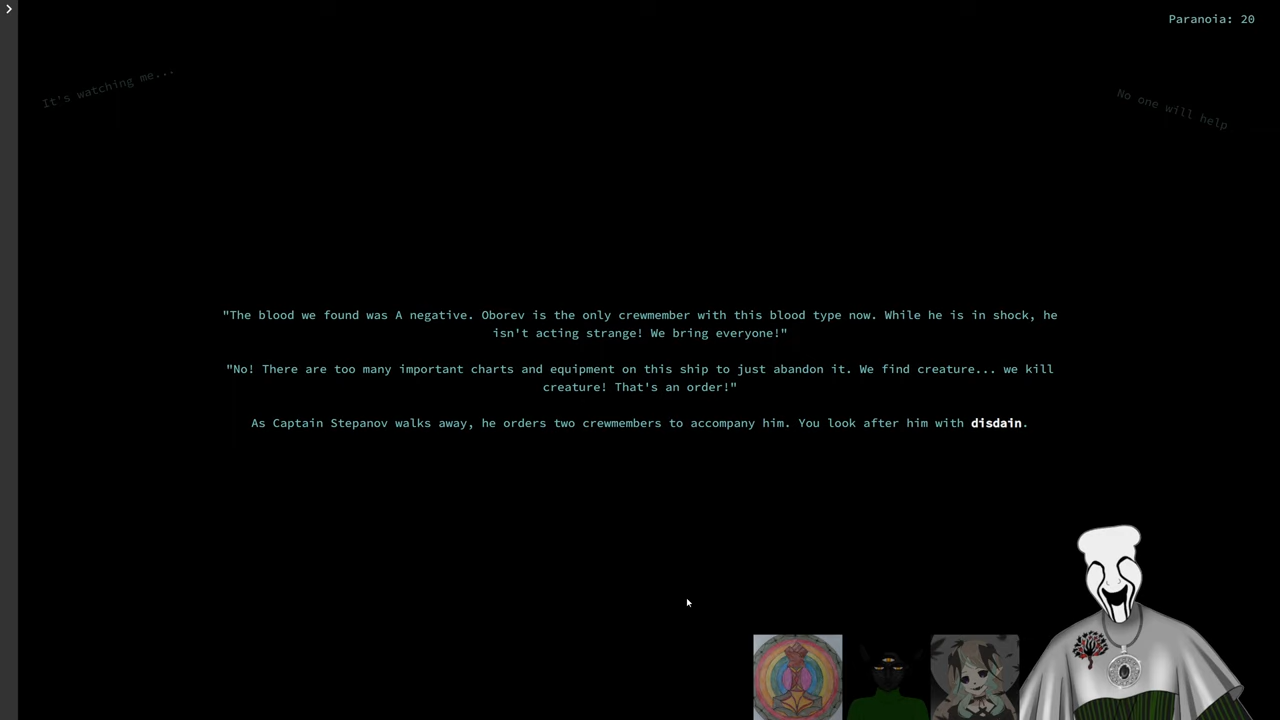 Paranoia: 20
It's watching me...
No one will help
"The blood we found was A negative. Oborev is the only crewmember with this blood type now. While he is in shock, he
isn't acting strange! We bring everyone!"
"No! There are too many important charts and equipment on this ship to just abandon it. We find creature... we kill
creature! That's an order!"
As Captain Stepanov walks away, he orders two crewmembers to accompany him. You look after him with disdain.